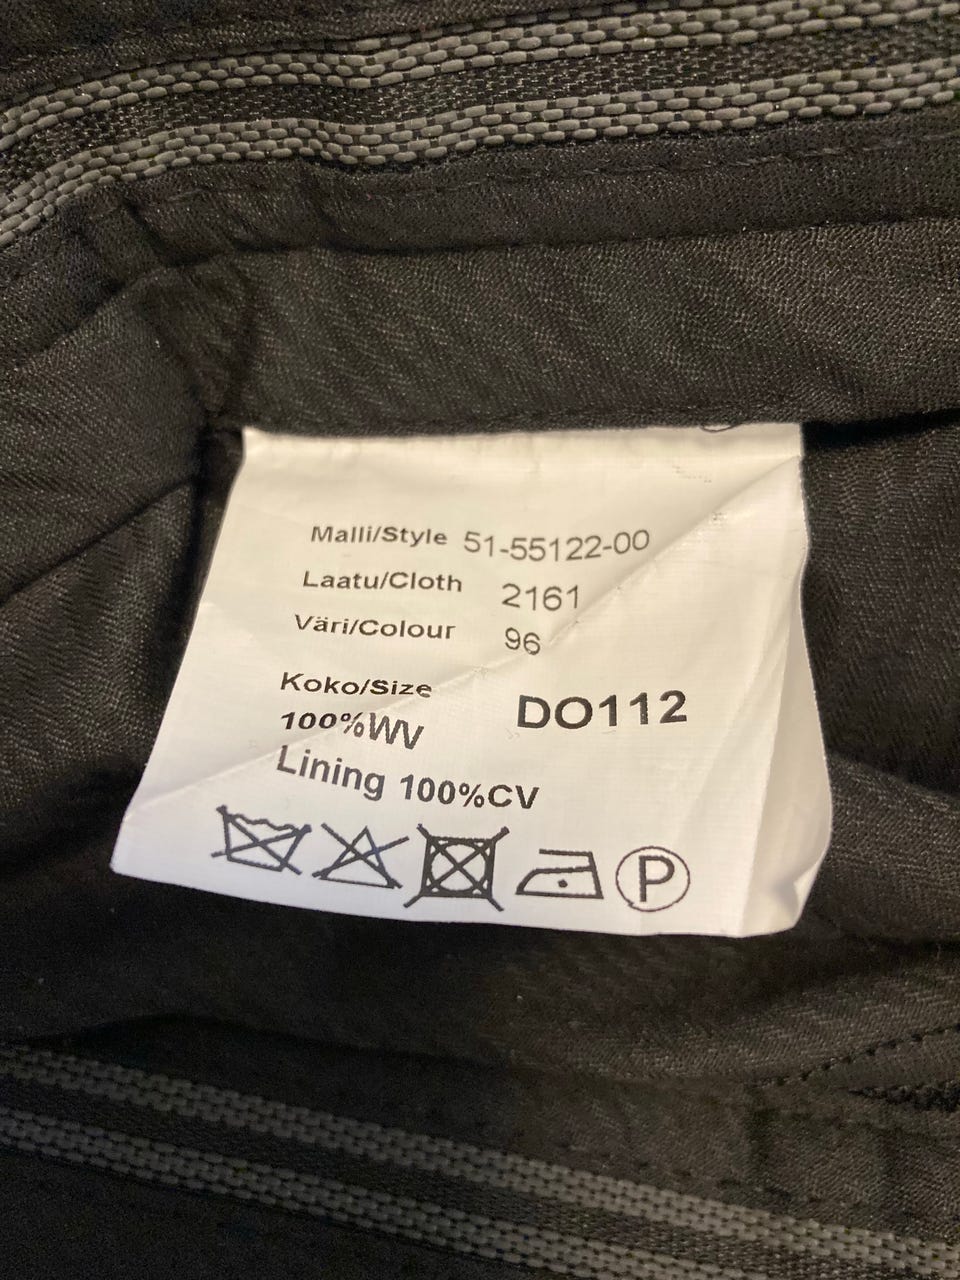 Malli/Style 51-55122-00
Laatu/Cloth 2161
Väri/Colour 96
Koko/Size DO112
100%WV
Lining 100%CV
P